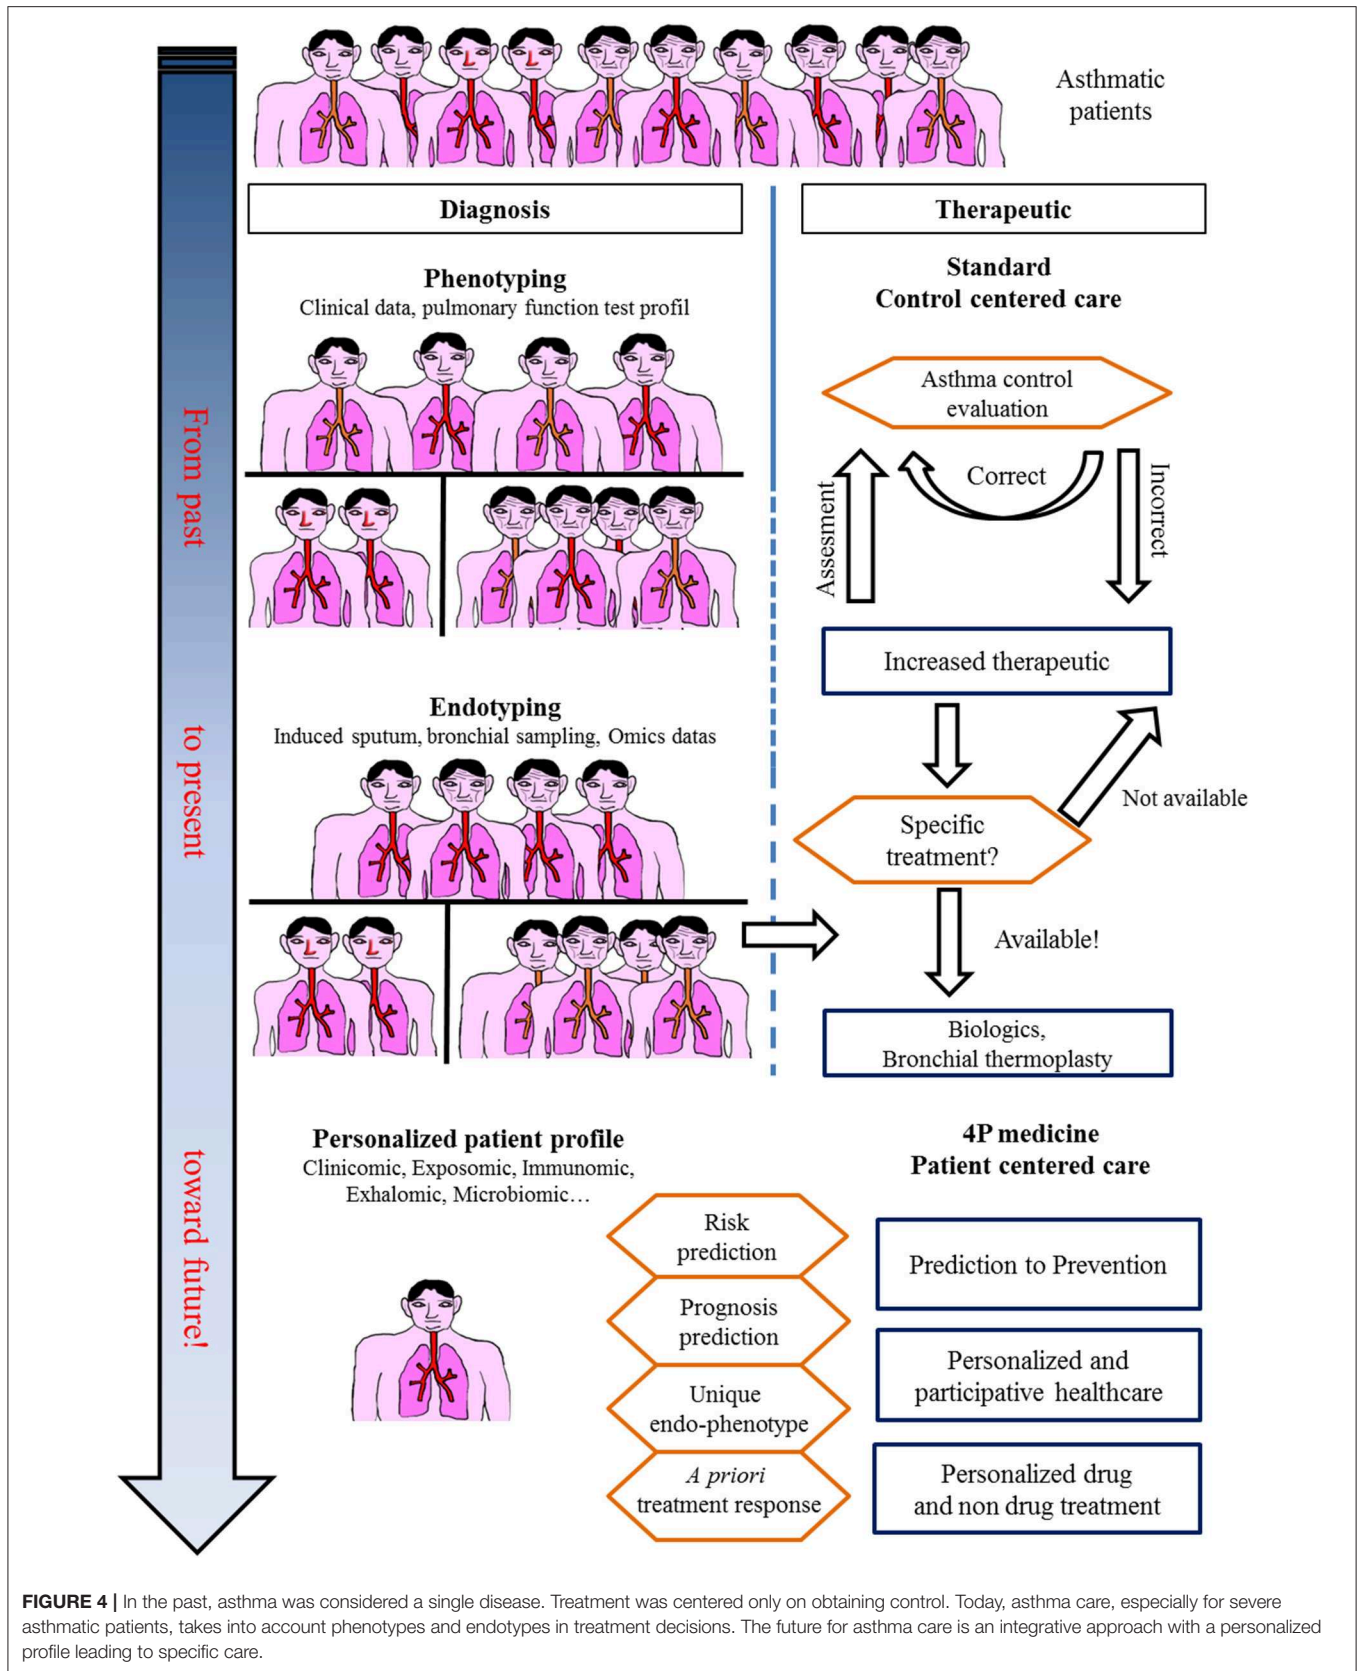 Asthmatic
patients
Diagnosis
Therapeutic
Phenotyping
Clinical data, pulmonary function test profil
Standard
Control centered care
Asthma control
evaluation
Correct
Assesment
Incorrect
Increased therapeutic
From past
to present
toward future!
Endotyping
Induced sputum, bronchial sampling, Omics datas
Specific
treatment?
Not available
Available!
Biologics,
Bronchial thermoplasty
Personalized patient profile
Clinicomic, Exposomic, Immunomic,
Exhalomic, Microbiomic…
4P medicine
Patient centered care
Risk
prediction
Prognosis
prediction
Unique
endo-phenotype
A priori
treatment response
Prediction to Prevention
Personalized and
participative healthcare
Personalized drug
and non drug treatment
FIGURE 4 | In the past, asthma was considered a single disease. Treatment was centered only on obtaining control. Today, asthma care, especially for severe
asthmatic patients, takes into account phenotypes and endotypes in treatment decisions. The future for asthma care is an integrative approach with a personalized
profile leading to specific care.